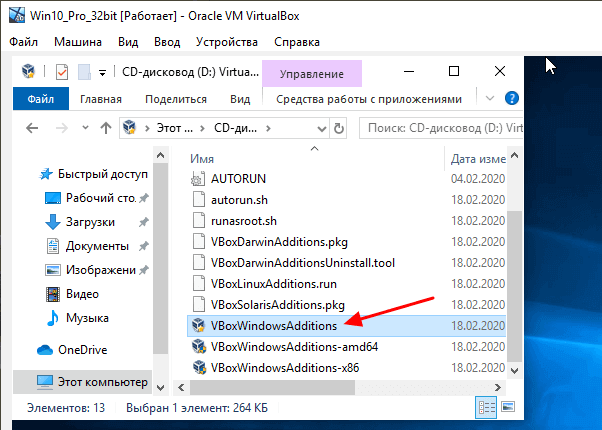 Win10_Pro_32bit [Работает] - Oracle VM VirtualBox
Файл Машина Вид Ввод Устройства Справка
CD-дисковод (D:) Virtua... Управление
Файл Главная Поделиться Вид Средства работы с приложениями
Этот ... CD-ди... Поиск: CD-дисковод (D:) Virt
Имя Дата изме
Быстрый доступ
Рабочий сто.
Загрузки
Документы
Изображени
Видео
Музыка
OneDrive
Этот компьютер
AUTORUN 04.02.2020
autorun.sh 18.02.2020
runasroot.sh 18.02.2020
VBoxDarwinAdditions.pkg 18.02.2020
VBoxDarwinAdditionsUninstall.tool 18.02.2020
VBoxLinuxAdditions.run 18.02.2020
VBoxSolarisAdditions.pkg 18.02.2020
VBoxWindowsAdditions 18.02.2020
VBoxWindowsAdditions-amd64 18.02.2020
VBoxWindowsAdditions-x86 18.02.2020
Элементов: 13 Выбран 1 элемент: 264 КБ